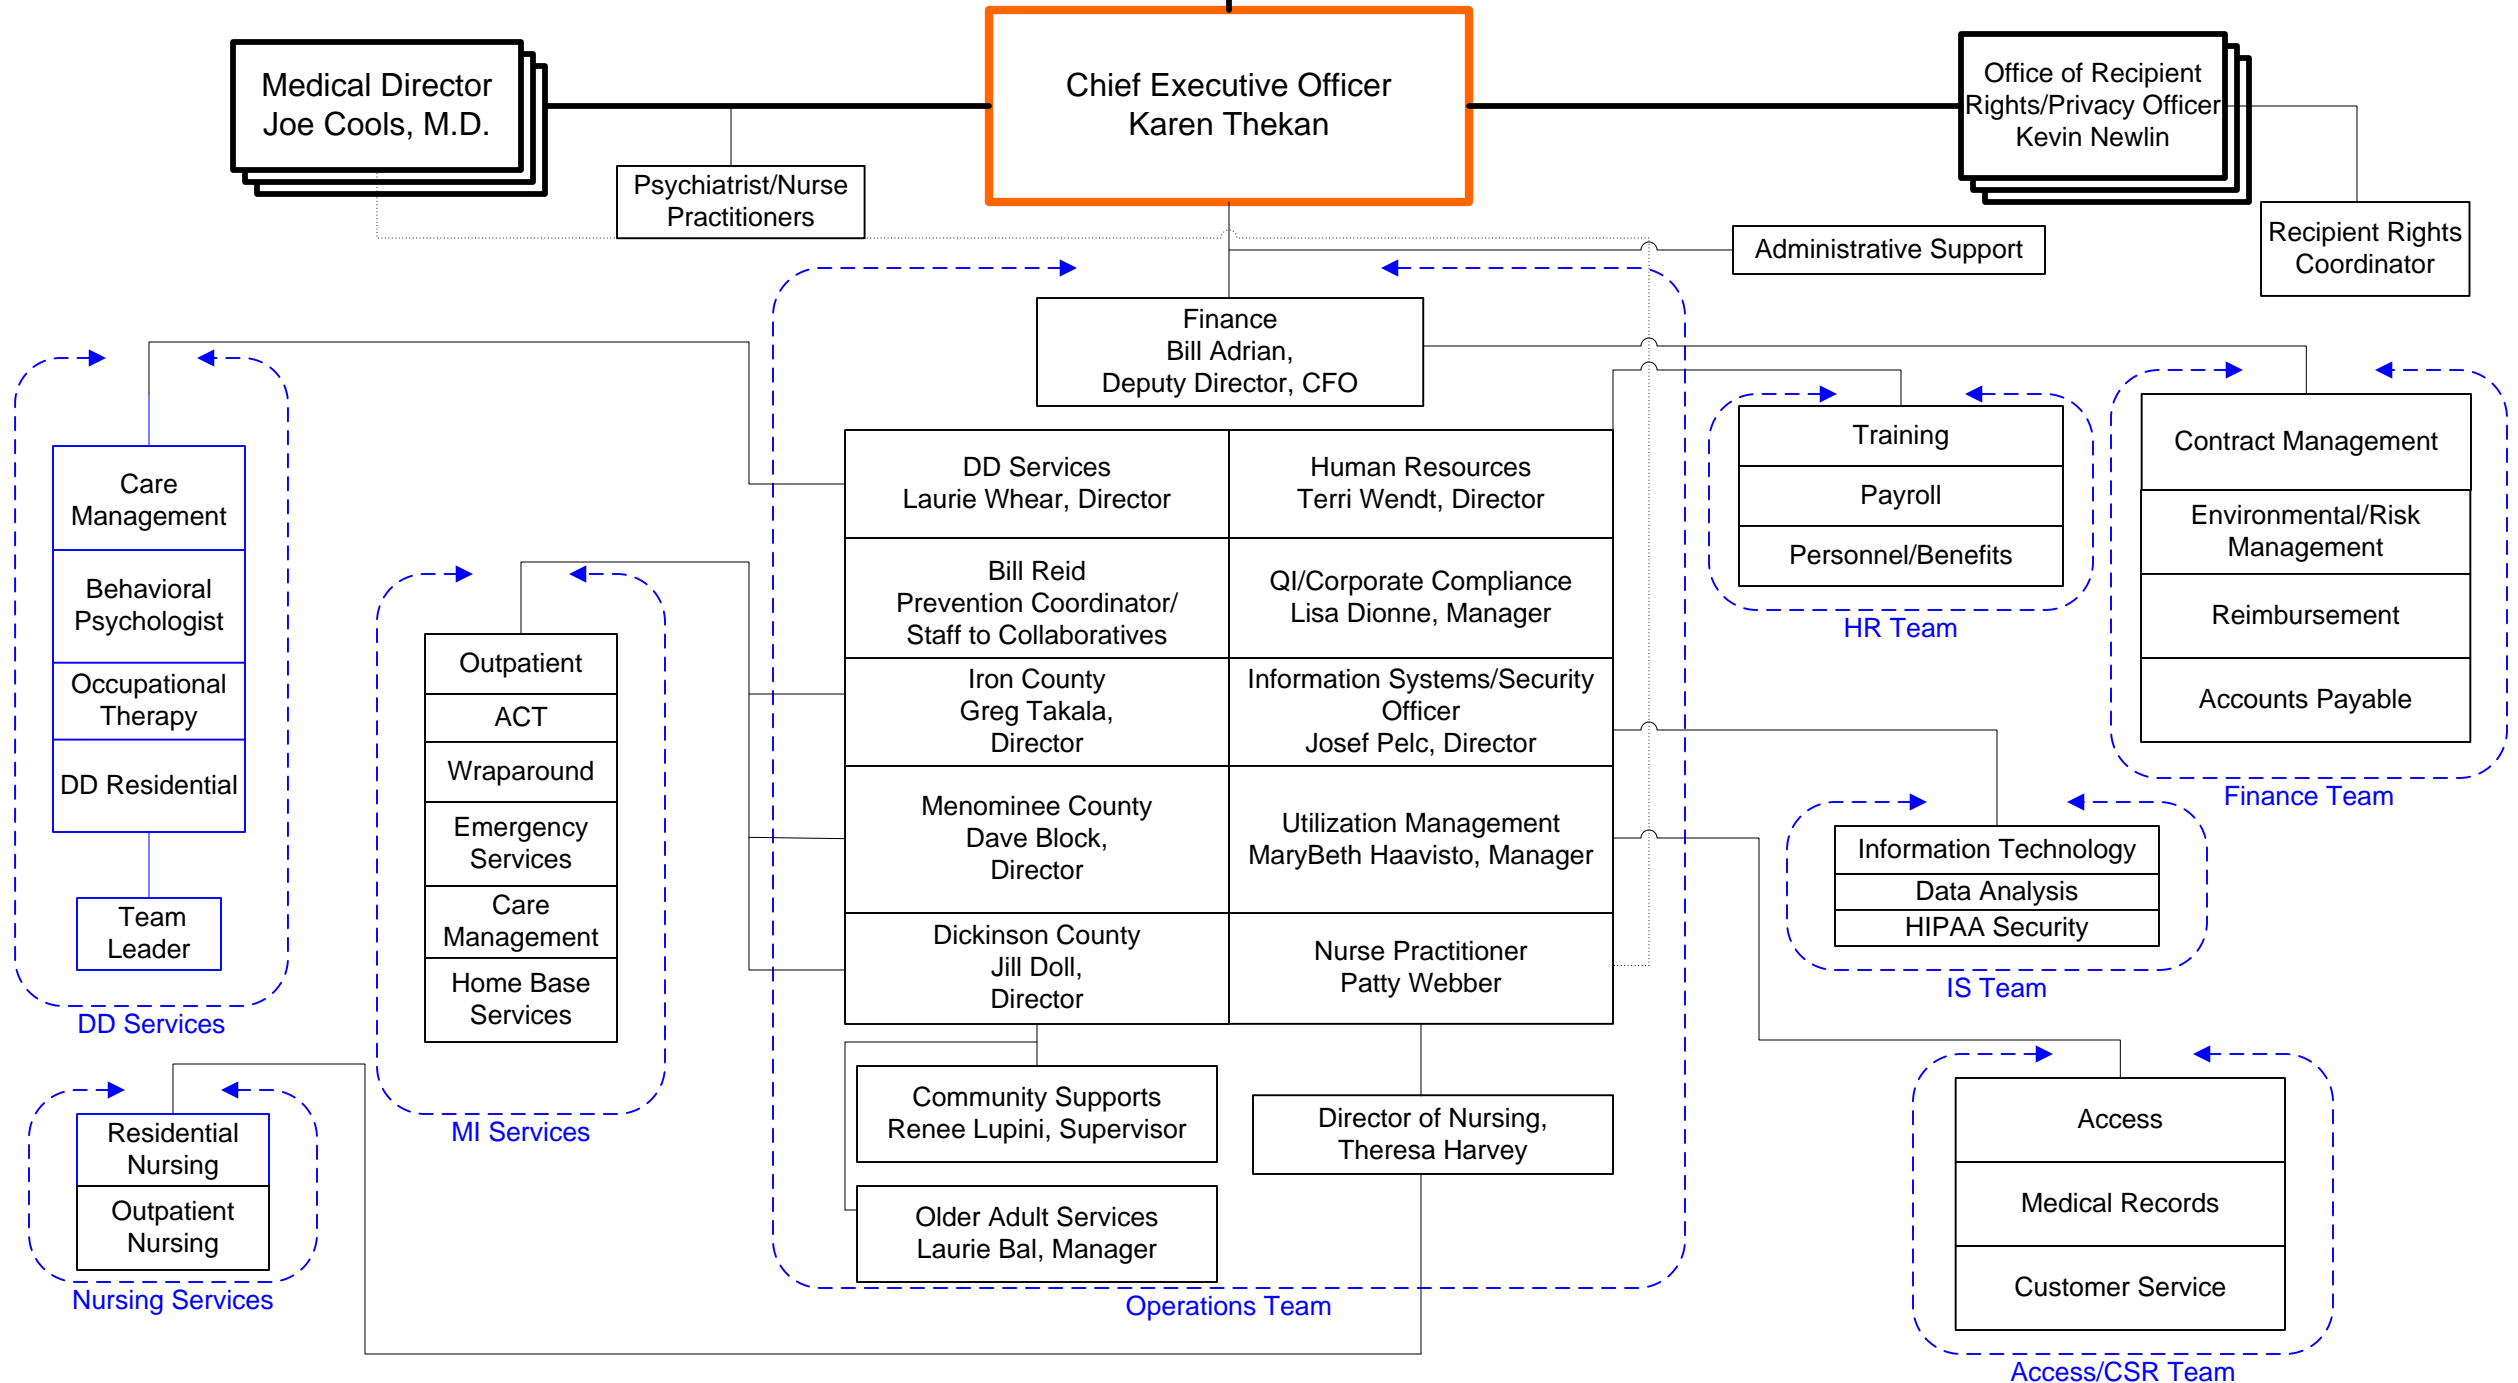 Medical Director
Joe Cools, M.D.
Chief Executive Officer
Karen Thekan
Office of Recipient
Rights/Privacy Officer
Kevin Newlin
Psychiatrist/Nurse
Practitioners
Administrative Support
Recipient Rights
Coordinator
Finance
Bill Adrian,
Deputy Director, CFO
DD Services
Laurie Whear, Director
Human Resources
Terri Wendt, Director
Bill Reid
Prevention Coordinator/
Staff to Collaboratives
QI/Corporate Compliance
Lisa Dionne, Manager
Iron County
Greg Takala,
Director
Information Systems/Security
Officer
Josef Pelc, Director
Menominee County
Dave Block,
Director
Utilization Management
MaryBeth Haavisto, Manager
Dickinson County
Jill Doll,
Director
Nurse Practitioner
Patty Webber
Community Supports
Renee Lupini, Supervisor
Director of Nursing,
Theresa Harvey
Older Adult Services
Laurie Bal, Manager
Operations Team
Care
Management
Behavioral
Psychologist
Occupational
Therapy
DD Residential
Team
Leader
DD Services
Residential
Nursing
Outpatient
Nursing
Nursing Services
Outpatient
ACT
Wraparound
Emergency
Services
Care
Management
Home Base
Services
MI Services
Training
Payroll
Personnel/Benefits
HR Team
Contract Management
Environmental/Risk
Management
Reimbursement
Accounts Payable
Finance Team
Information Technology
Data Analysis
HIPAA Security
IS Team
Access
Medical Records
Customer Service
Access/CSR Team